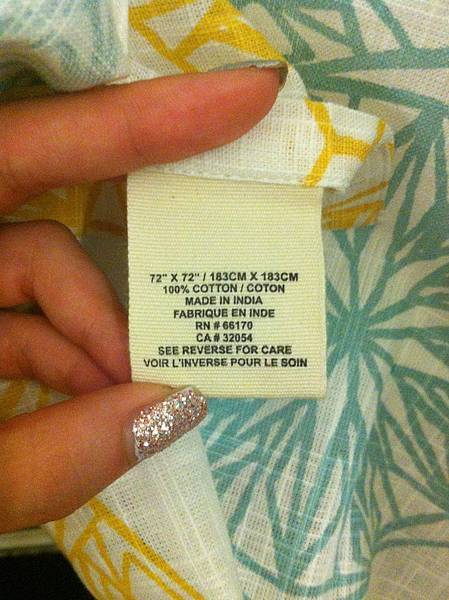 72" X 72" / 183CM X 183CM
100% COTTON / COTON
MADE IN INDIA
FABRIQUE EN INDE
RN # 66170
CA # 32054
SEE REVERSE FOR CARE
VOIR L'INVERSE POUR LE SOIN